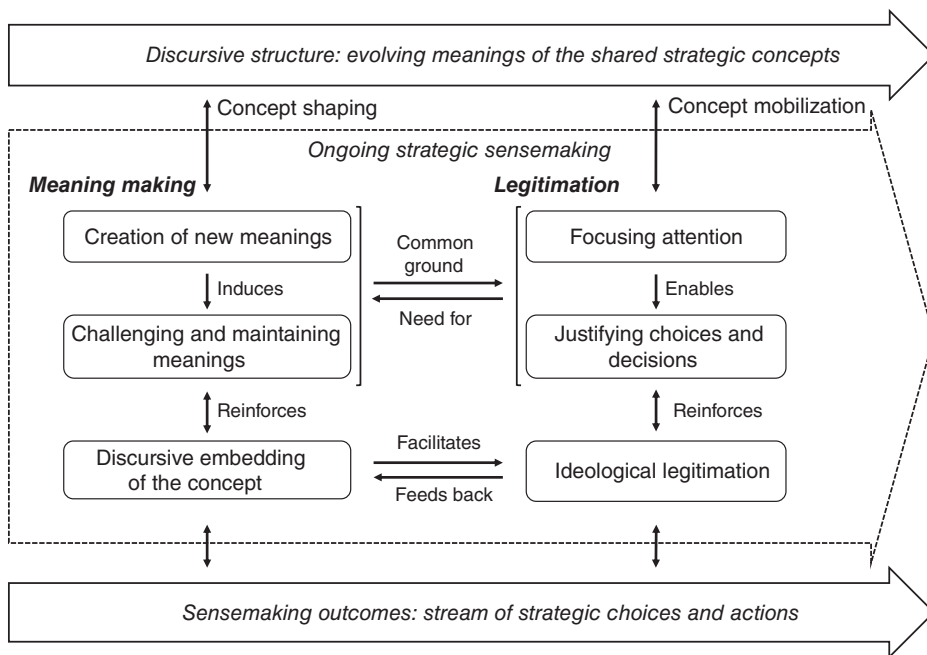 Discursive structure: evolving meanings of the shared strategic concepts
Concept shaping
Concept mobilization
Ongoing strategic sensemaking
Meaning making
Legitimation
Creation of new meanings
Common
ground
Focusing attention
Induces
Enables
Need for
Challenging and maintaining
meanings
Justifying choices and
decisions
Reinforces
Reinforces
Discursive embedding
of the concept
Facilitates
Feeds back
Ideological legitimation
Sensemaking outcomes: stream of strategic choices and actions